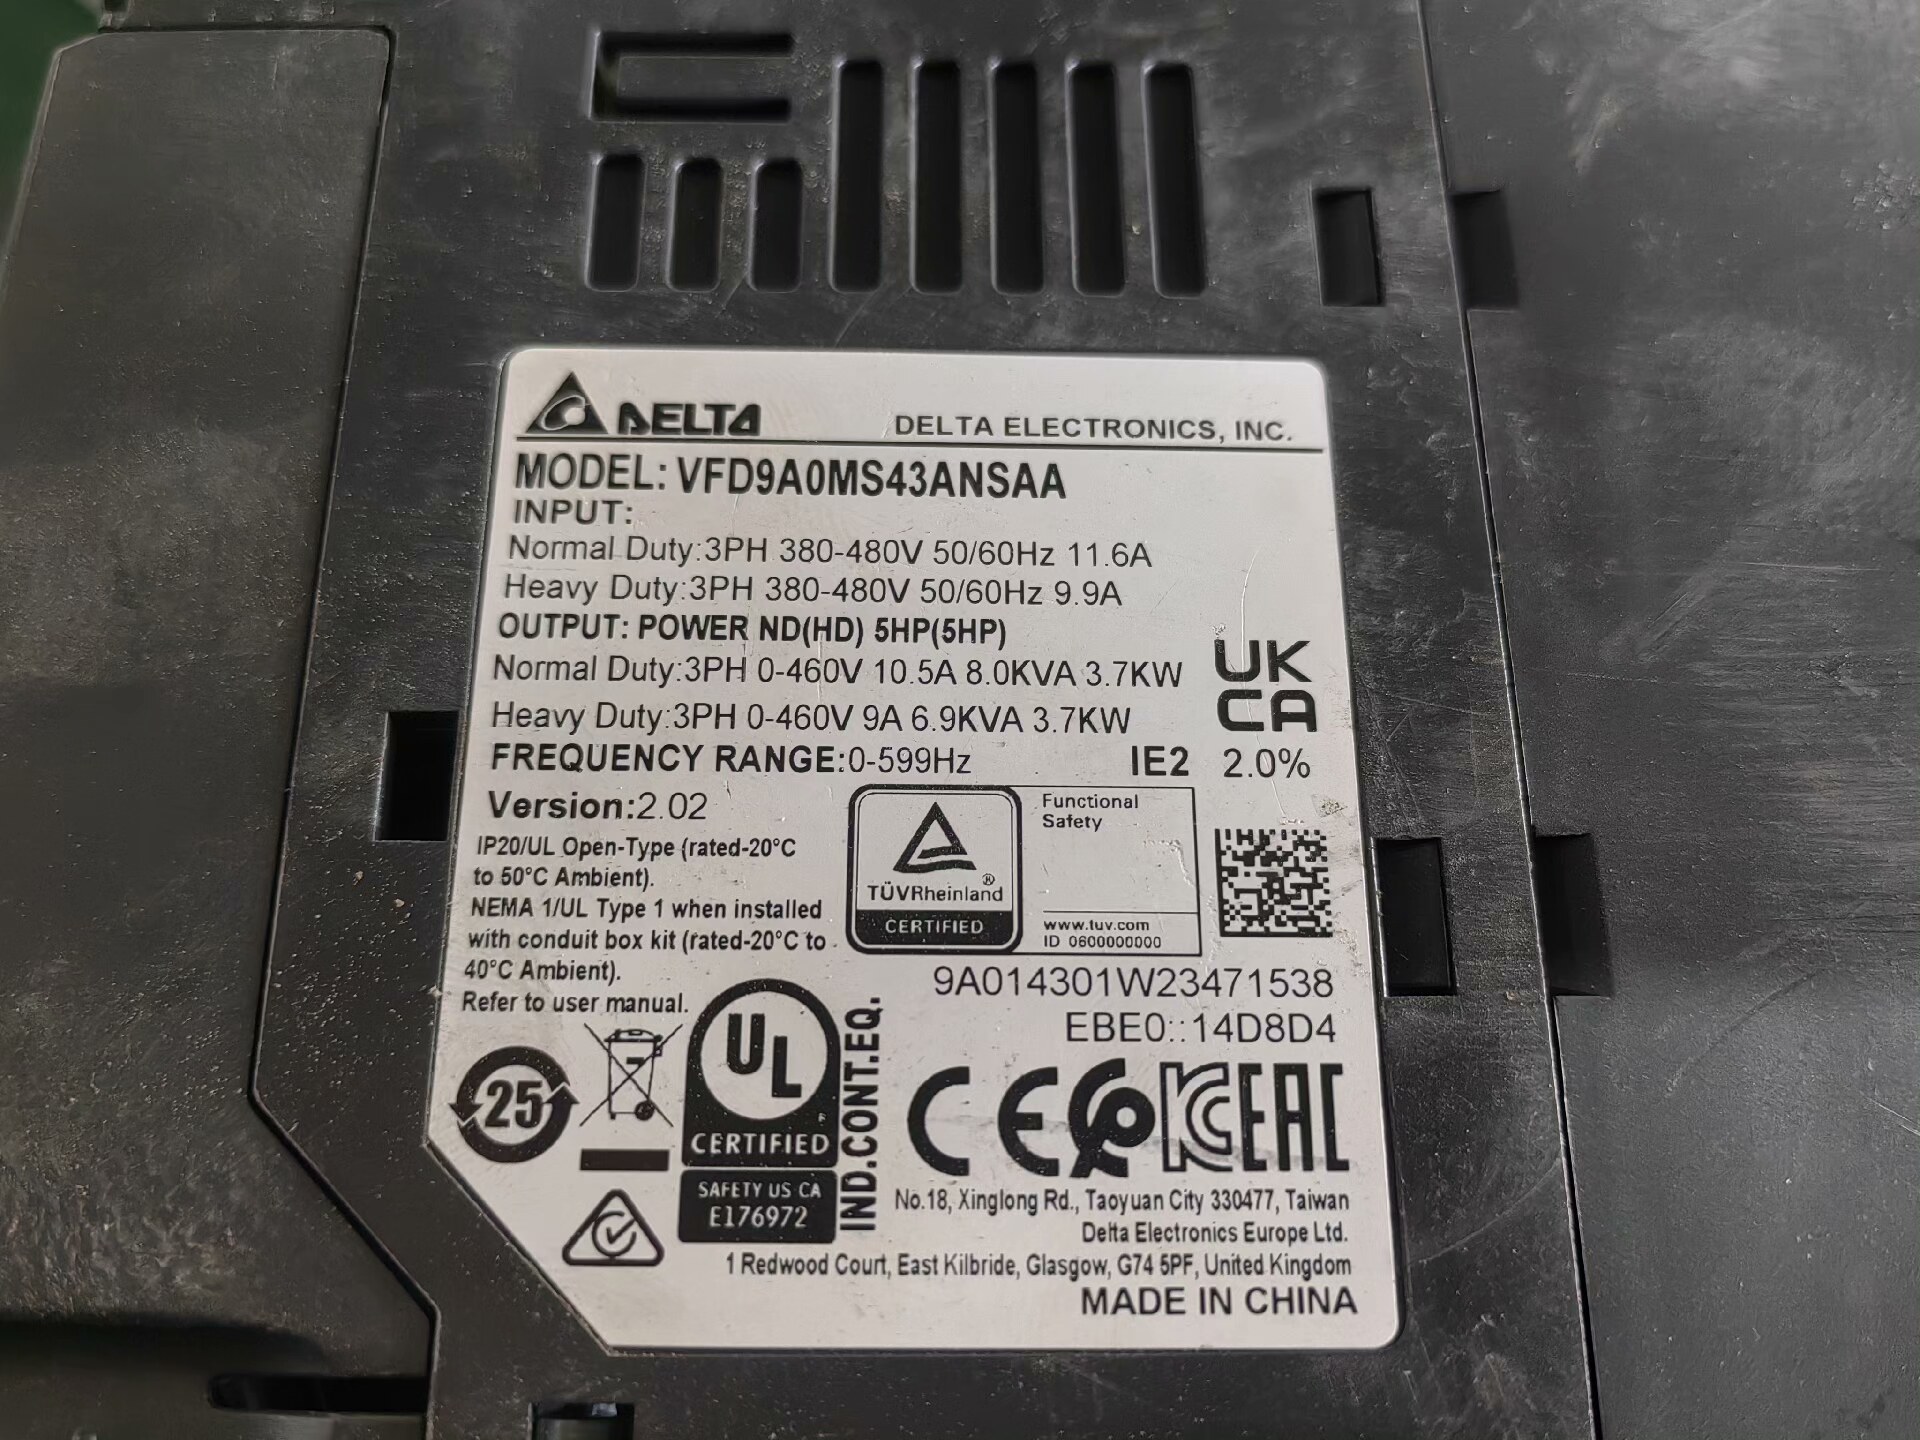 DELTA
DELTA ELECTRONICS, INC.
MODEL: VFD9A0MS43ANSAA
INPUT:
Normal Duty:3PH 380-480V 50/60Hz 11.6A
Heavy Duty:3PH 380-480V 50/60Hz 9.9A
OUTPUT: POWER ND(HD) 5HP(5HP)
Normal Duty:3PH 0-460V 10.5A 8.0KVA 3.7KW
Heavy Duty:3PH 0-460V 9A 6.9KVA 3.7KW
UK
CA
FREQUENCY RANGE:0-599Hz
IE2 2.0%
Version:2.02
IP20/UL Open-Type (rated-20°C
to 50°C Ambient).
NEMA 1/UL Type 1 when installed
with conduit box kit (rated-20°C to
40°C Ambient).
Refer to user manual.
TÜVRheinland®
CERTIFIED
Functional
Safety
www.tuv.com
ID 0600000000
9A014301W23471538
EBE0::14D8D4
25
UL
CERTIFIED
SAFETY US CA
E176972
IND.CONT.EQ.
CE KC EAC
No.18, Xinglong Rd., Taoyuan City 330477, Taiwan
Delta Electronics Europe Ltd.
1 Redwood Court, East Kilbride, Glasgow, G74 5PF, United Kingdom
MADE IN CHINA